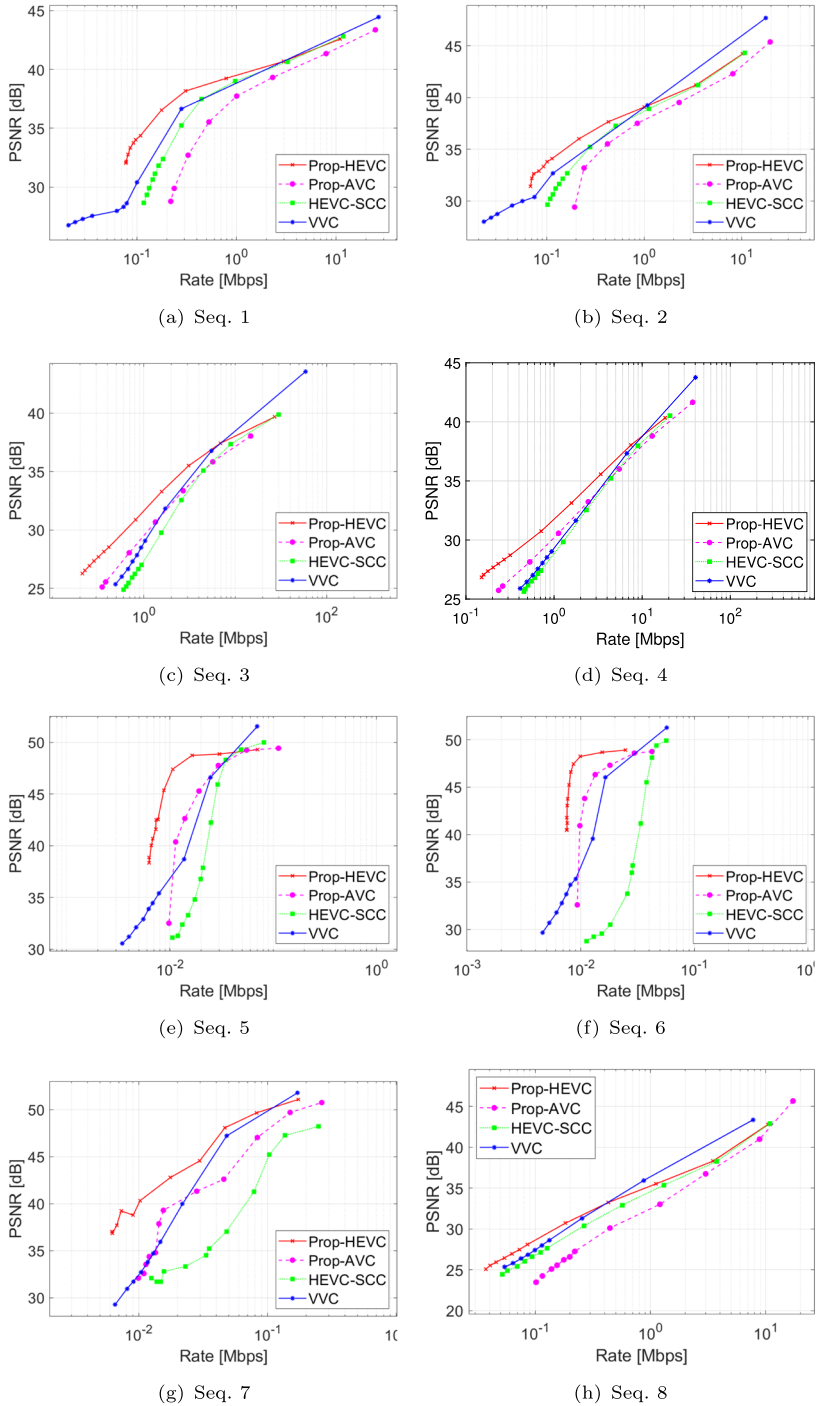 45
40
35
30
PSNR [dB]
10⁻¹ 10⁰ 10¹
Rate [Mbps]
Prop-HEVC
Prop-AVC
HEVC-SCC
VVC
(a) Seq. 1
45
40
35
30
PSNR [dB]
10⁻¹ 10⁰ 10¹
Rate [Mbps]
Prop-HEVC
Prop-AVC
HEVC-SCC
VVC
(b) Seq. 2
40
35
30
25
PSNR [dB]
10⁰ 10²
Rate [Mbps]
Prop-HEVC
Prop-AVC
HEVC-SCC
VVC
(c) Seq. 3
45
40
35
30
25
PSNR [dB]
10⁻¹ 10⁰ 10¹ 10²
Rate [Mbps]
Prop-HEVC
Prop-AVC
HEVC-SCC
VVC
(d) Seq. 4
50
45
40
35
30
PSNR [dB]
10⁻² 10⁰
Rate [Mbps]
Prop-HEVC
Prop-AVC
HEVC-SCC
VVC
(e) Seq. 5
50
45
40
35
30
PSNR [dB]
10⁻³ 10⁻² 10⁻¹
Rate [Mbps]
Prop-HEVC
Prop-AVC
HEVC-SCC
VVC
(f) Seq. 6
50
45
40
35
30
PSNR [dB]
10⁻² 10⁻¹
Rate [Mbps]
Prop-HEVC
Prop-AVC
HEVC-SCC
VVC
(g) Seq. 7
45
40
35
30
25
20
PSNR [dB]
10⁻¹ 10⁰ 10¹
Rate [Mbps]
Prop-HEVC
Prop-AVC
HEVC-SCC
VVC
(h) Seq. 8